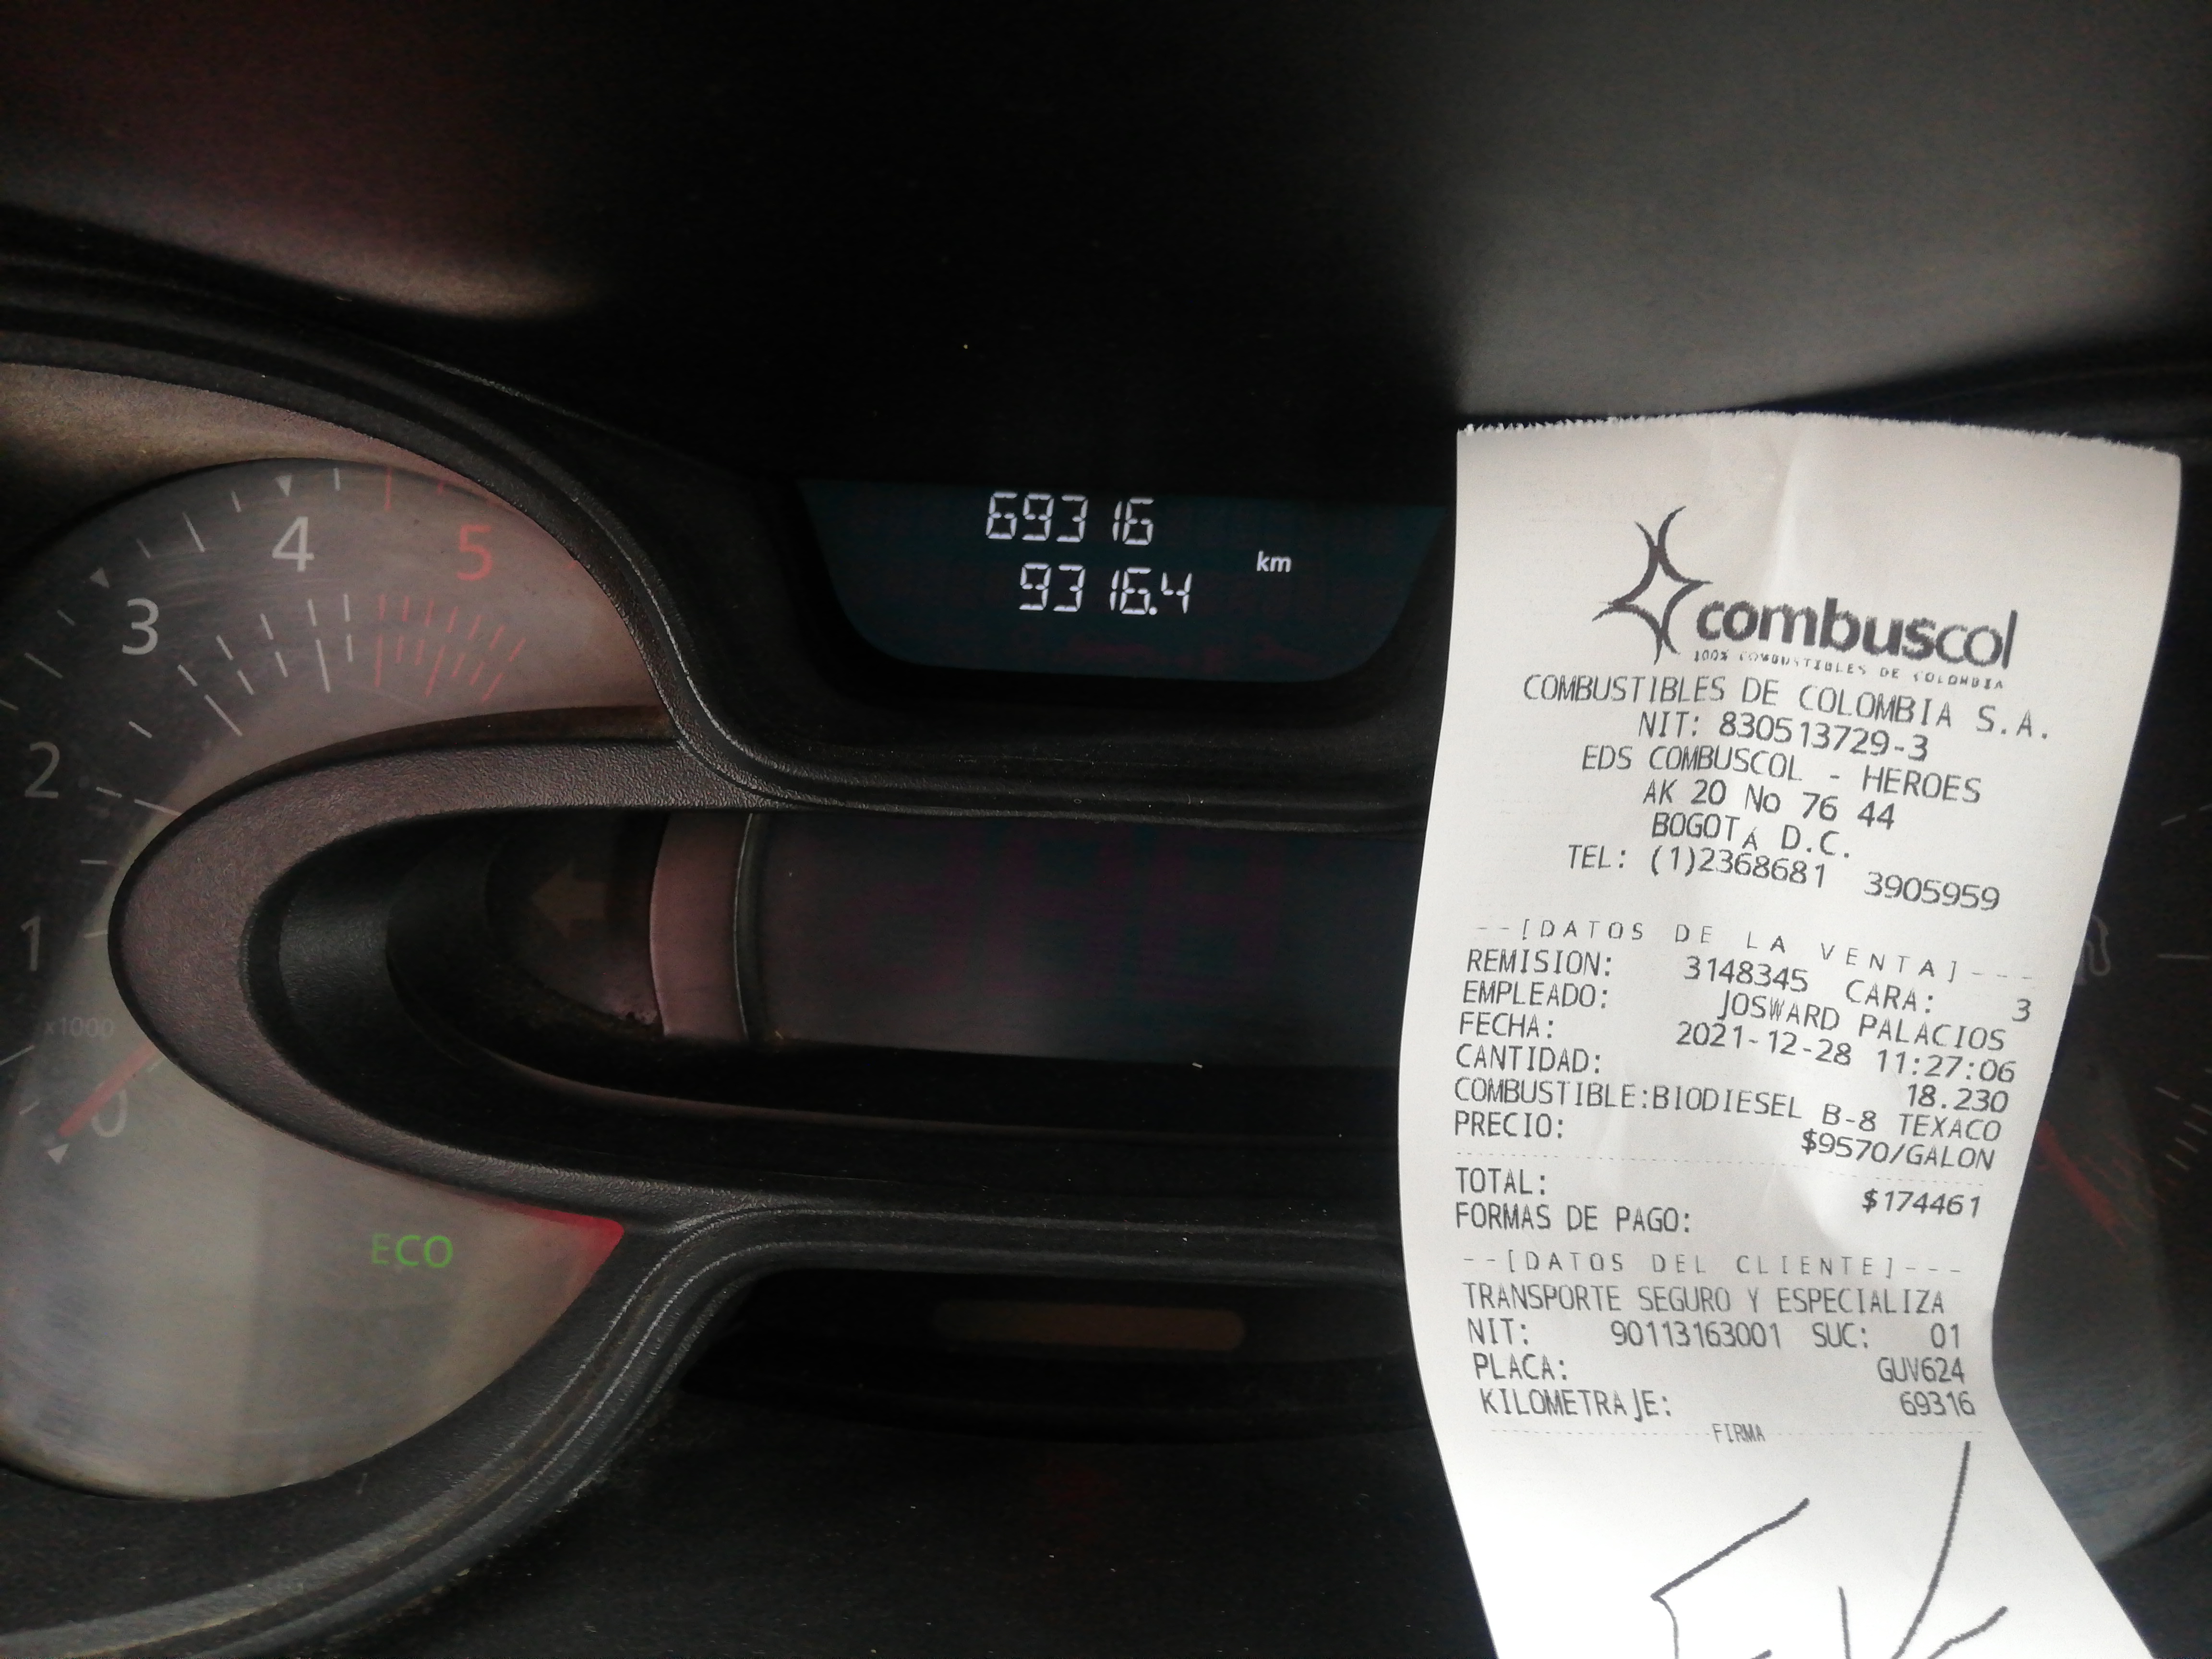 69316
km
9316.4
4
5
3
2
1
x1000
0
ECO
combuscol
100% COMBUSTIBLES DE COLOMBIA
COMBUSTIBLES DE COLOMBIA S.A.
NIT: 830513729-3
EDS COMBUSCOL - HEROES
AK 20 No 76 44
BOGOTA D.C.
TEL: (1)2368681 3905959
--[DATOS DE LA VENTA]---
REMISION: 3148345 CARA: 3
EMPLEADO: JOSWARD PALACIOS
FECHA: 2021-12-28 11:27:06
CANTIDAD: 18.230
COMBUSTIBLE:BIODIESEL B-8 TEXACO
PRECIO: $9570/GALON
TOTAL: $174461
FORMAS DE PAGO:
--[DATOS DEL CLIENTE]---
TRANSPORTE SEGURO Y ESPECIALIZA
NIT: 90113163001 SUC: 01
PLACA: GUV624
KILOMETRAJE: 69316
FIRMA